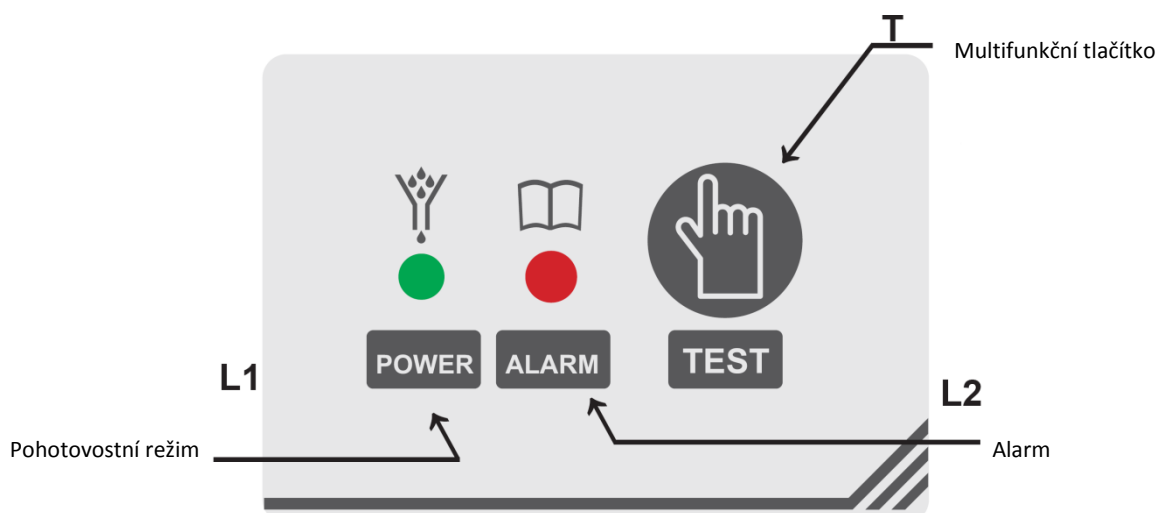 T
Multifunkční tlačítko
POWER
ALARM
TEST
L1
L2
Pohotovostní režim
Alarm